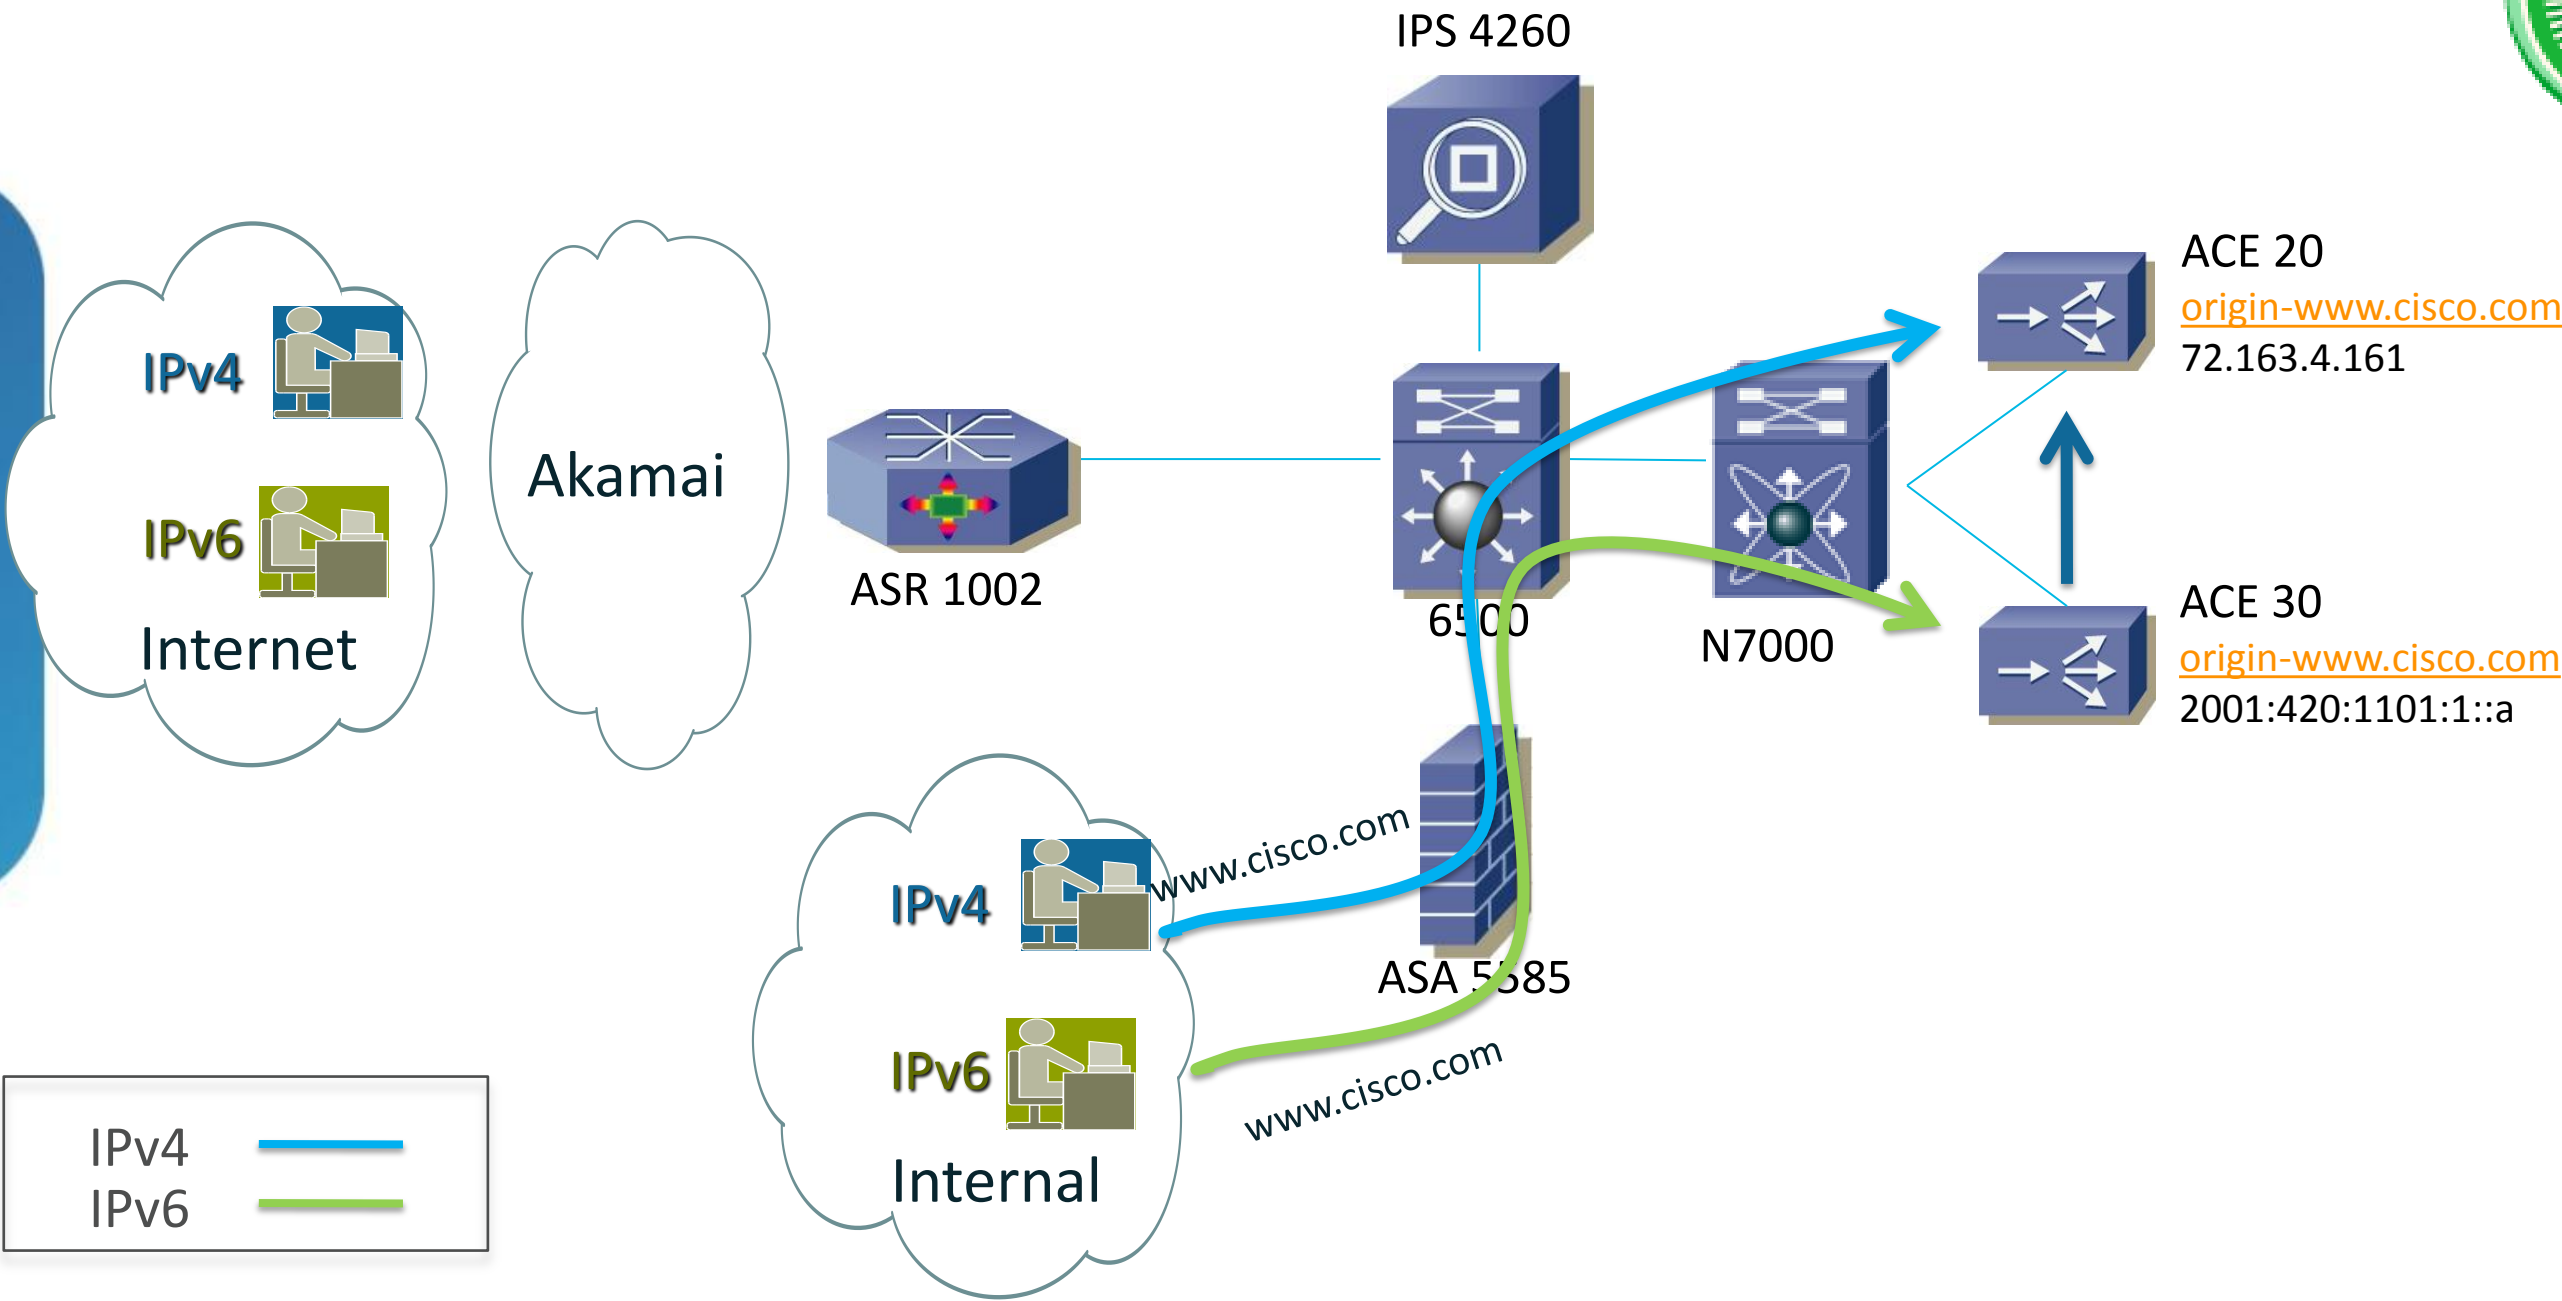 IPS 4260
ACE 20
origin-www.cisco.com
72.163.4.161
IPv4
IPv6
Internet
Akamai
ASR 1002
6500
N7000
ACE 30
origin-www.cisco.com
2001:420:1101:1::a
www.cisco.com
IPv4
ASA 5585
IPv6
www.cisco.com
Internal
IPv4
IPv6